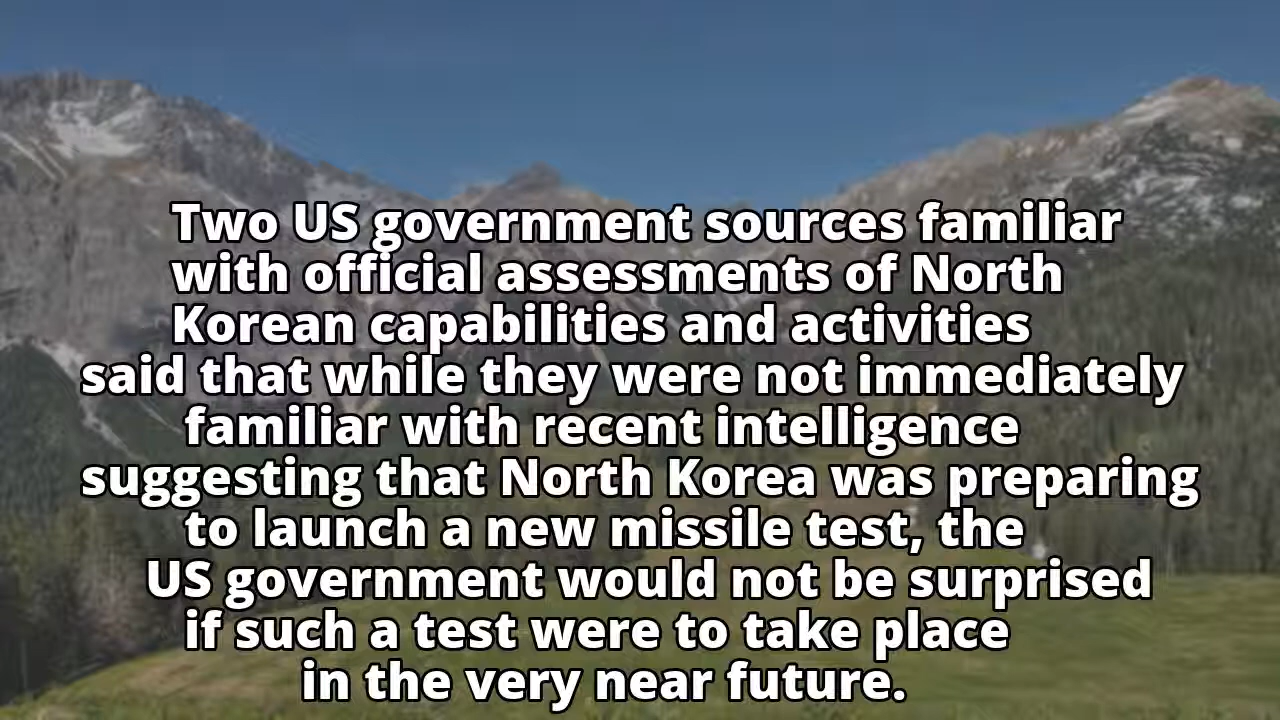 Two US government sources familiar
with official assessments of North
Korean capabilities and activities
said that while they were not immediately
familiar with recent intelligence
suggesting that North Korea was preparing
to launch a new missile test, the
US government would not be surprised
if such a test were to take place
in the very near future.